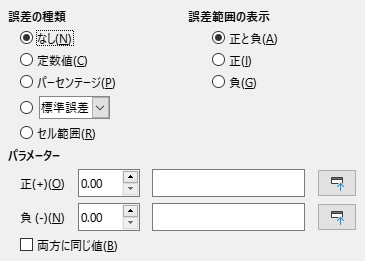 誤差の種類
なし(N)
定数値(C)
パーセンテージ(P)
標準誤差
セル範囲(R)
誤差範囲の表示
正と負(A)
正(I)
負(G)
パラメーター
正(+)(O) 0.00
負 (-)(N) 0.00
両方に同じ値(B)